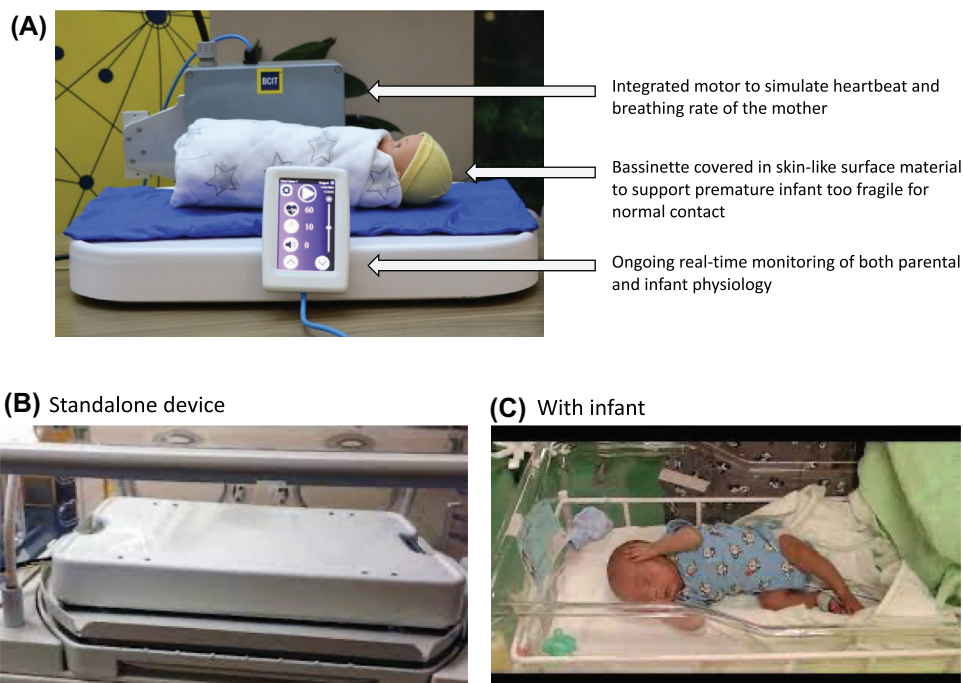 (A)
BCIT
Integrated motor to simulate heartbeat and
breathing rate of the mother
Bassinette covered in skin-like surface material
to support premature infant too fragile for
normal contact
60
10
0
Ongoing real-time monitoring of both parental
and infant physiology
(B) Standalone device
(C) With infant